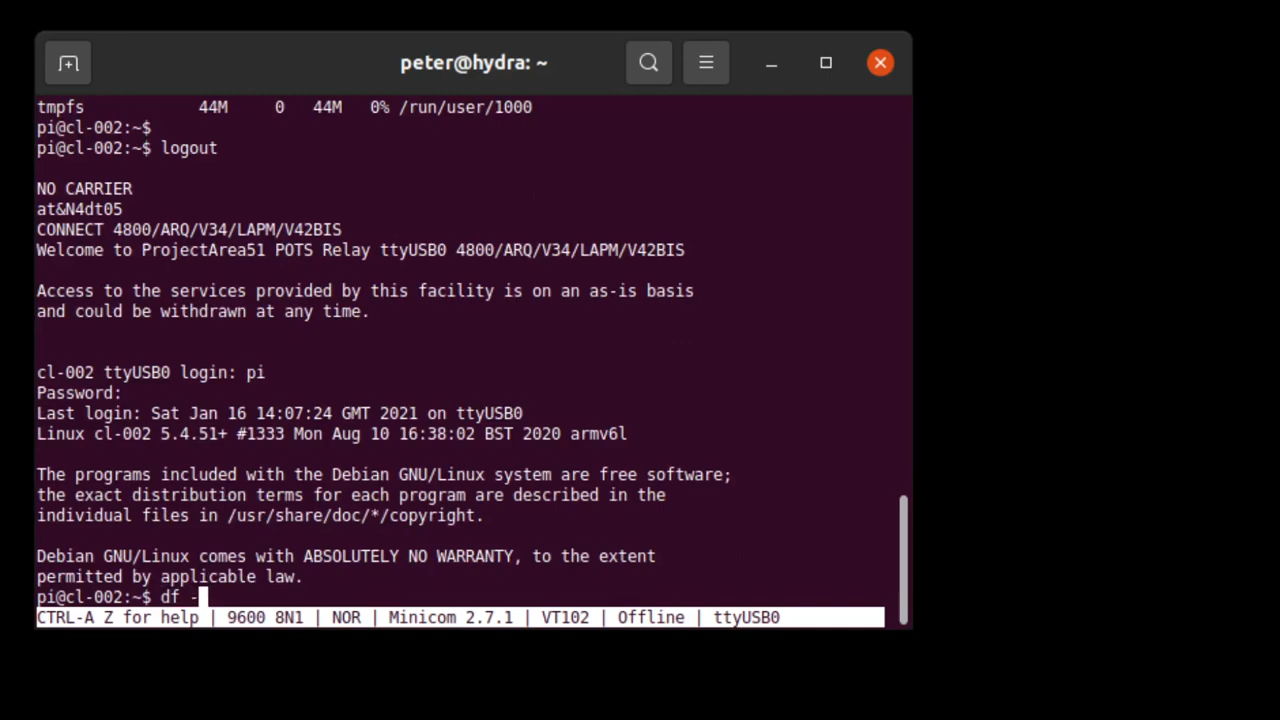 peter@hydra: ~
tmpfs 44M 0 44M 0% /run/user/1000
pi@cl-002:~$
pi@cl-002:~$ logout
NO CARRIER
at&N4dt05
CONNECT 4800/ARQ/V34/LAPM/V42BIS
Welcome to ProjectArea51 POTS Relay ttyUSB0 4800/ARQ/V34/LAPM/V42BIS
Access to the services provided by this facility is on an as-is basis
and could be withdrawn at any time.
cl-002 ttyUSB0 login: pi
Password:
Last login: Sat Jan 16 14:07:24 GMT 2021 on ttyUSB0
Linux cl-002 5.4.51+ #1333 Mon Aug 10 16:38:02 BST 2020 armv6l
The programs included with the Debian GNU/Linux system are free software;
the exact distribution terms for each program are described in the
individual files in /usr/share/doc/*/copyright.
Debian GNU/Linux comes with ABSOLUTELY NO WARRANTY, to the extent
permitted by applicable law.
pi@cl-002:~$ df -
CTRL-A Z for help | 9600 8N1 | NOR | Minicom 2.7.1 | VT102 | Offline | ttyUSB0